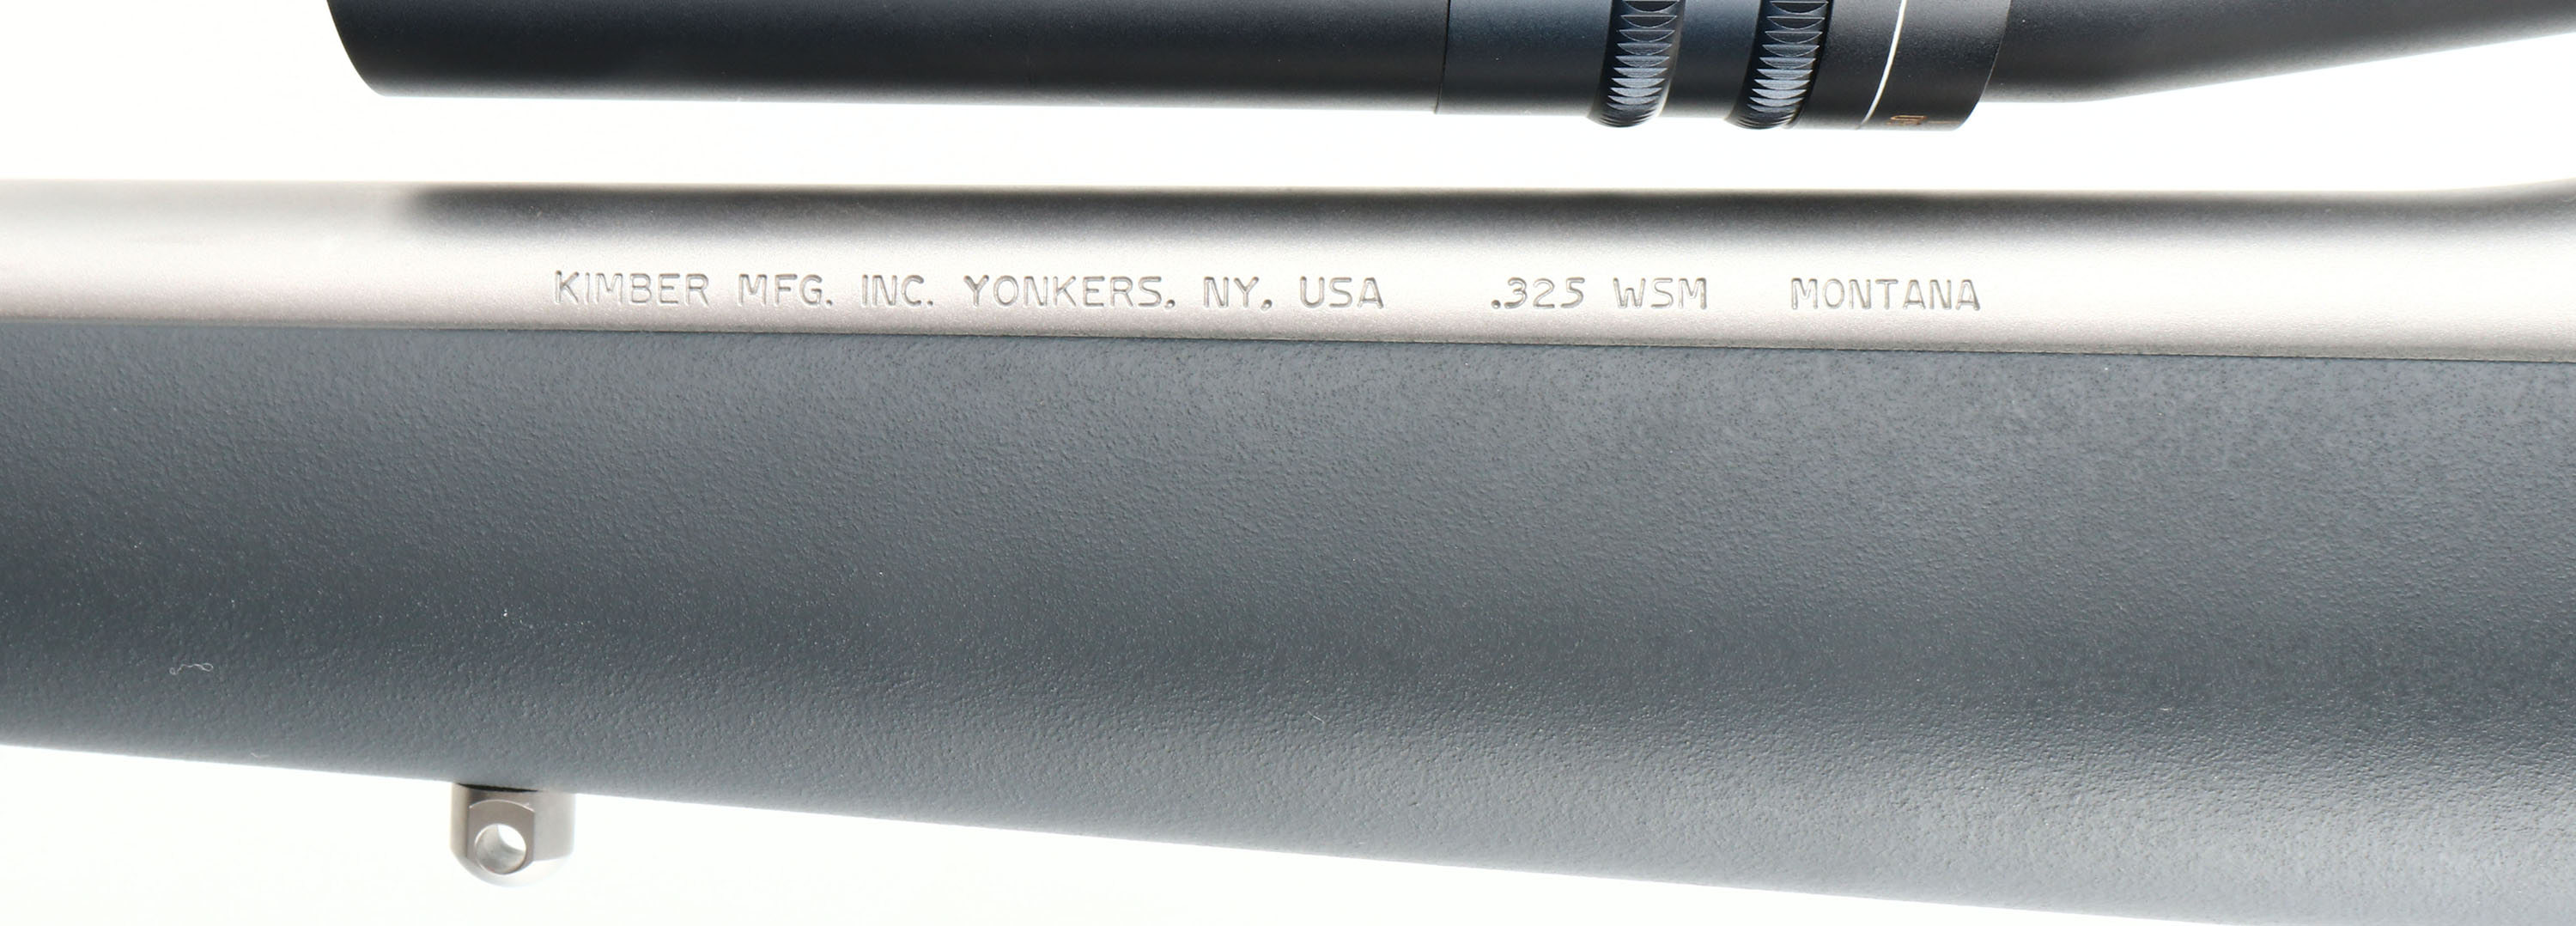 KIMBER MFG. INC. YONKERS, NY, USA .325 WSM MONTANA